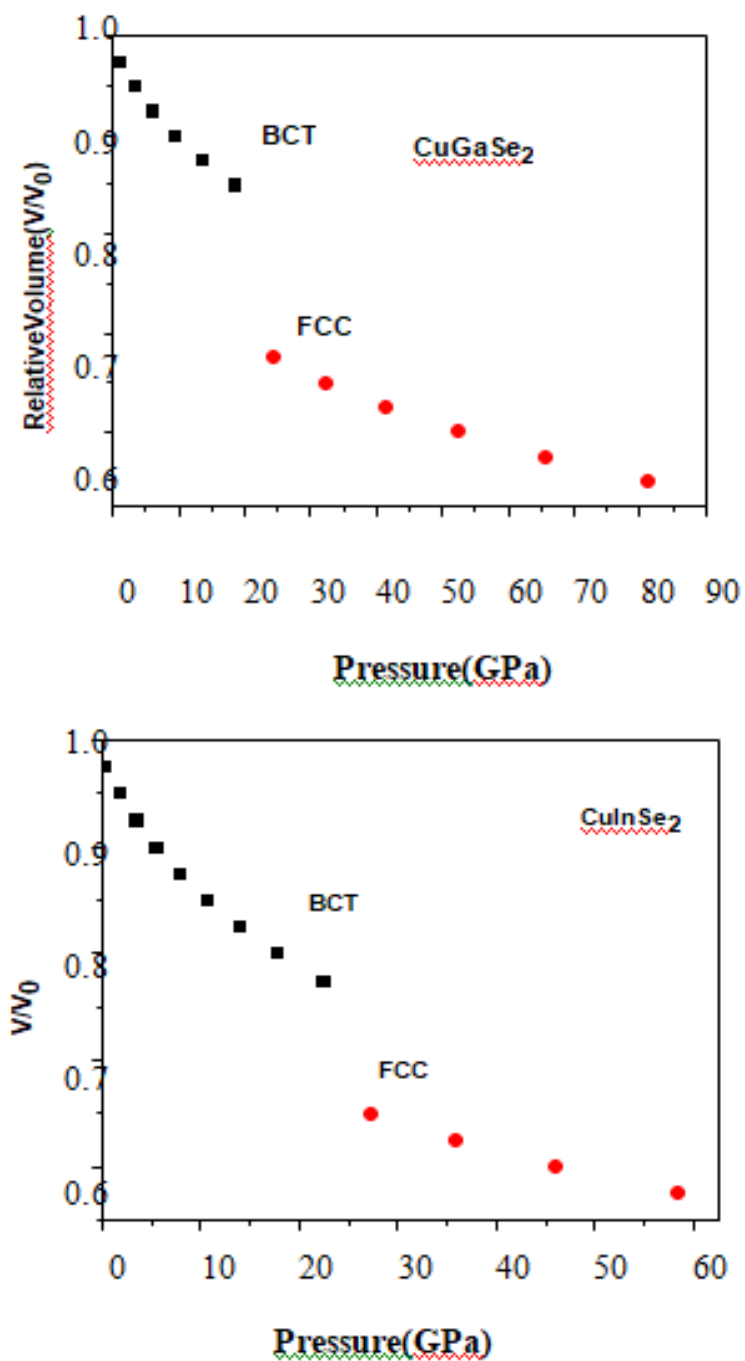 1.0
BCT
CuGaSe2
0.9
RelativeVolume(V/V0)
0.8
FCC
0.7
0.6
0 10 20 30 40 50 60 70 80 90
Pressure(GPa)
1.0
CuInSe2
0.9
BCT
0.8
V/V0
FCC
0.7
0.6
0 10 20 30 40 50 60
Pressure(GPa)